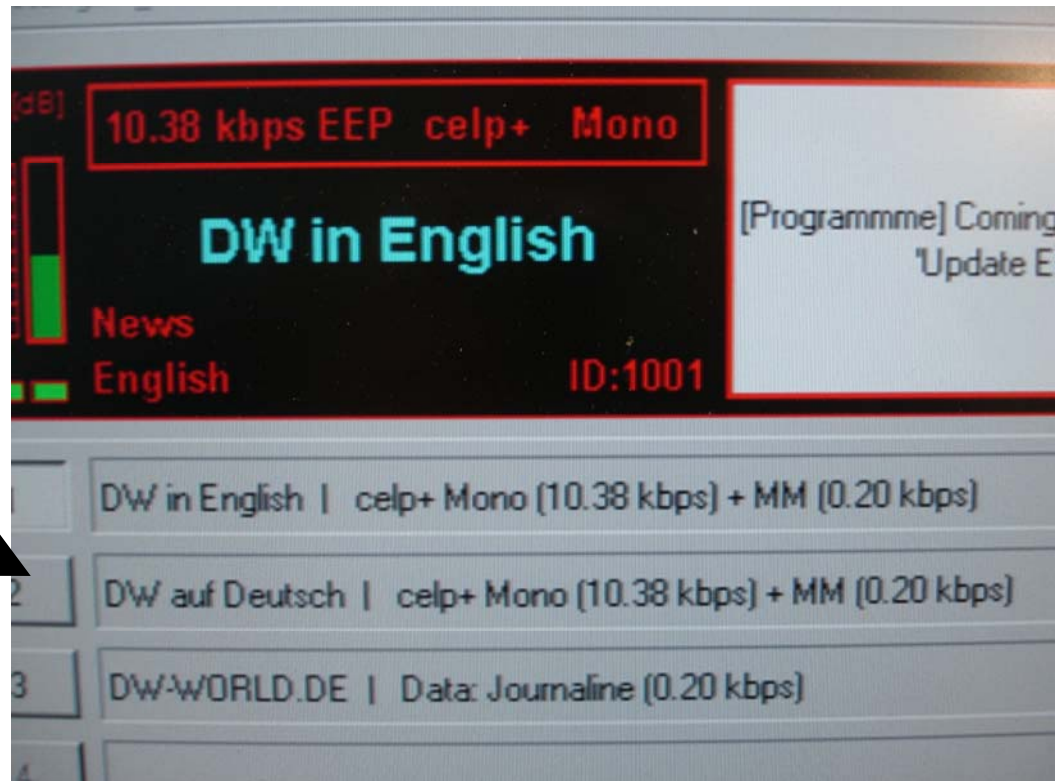 [dB]
10.38 kbps EEP celp+ Mono
DW in English
News
English
ID:1001
[Programmme] Coming
'Update E
1
DW in English | celp+ Mono (10.38 kbps) + MM (0.20 kbps)
2
DW auf Deutsch | celp+ Mono (10.38 kbps) + MM (0.20 kbps)
3
DW-WORLD.DE | Data: Journaline (0.20 kbps)
4